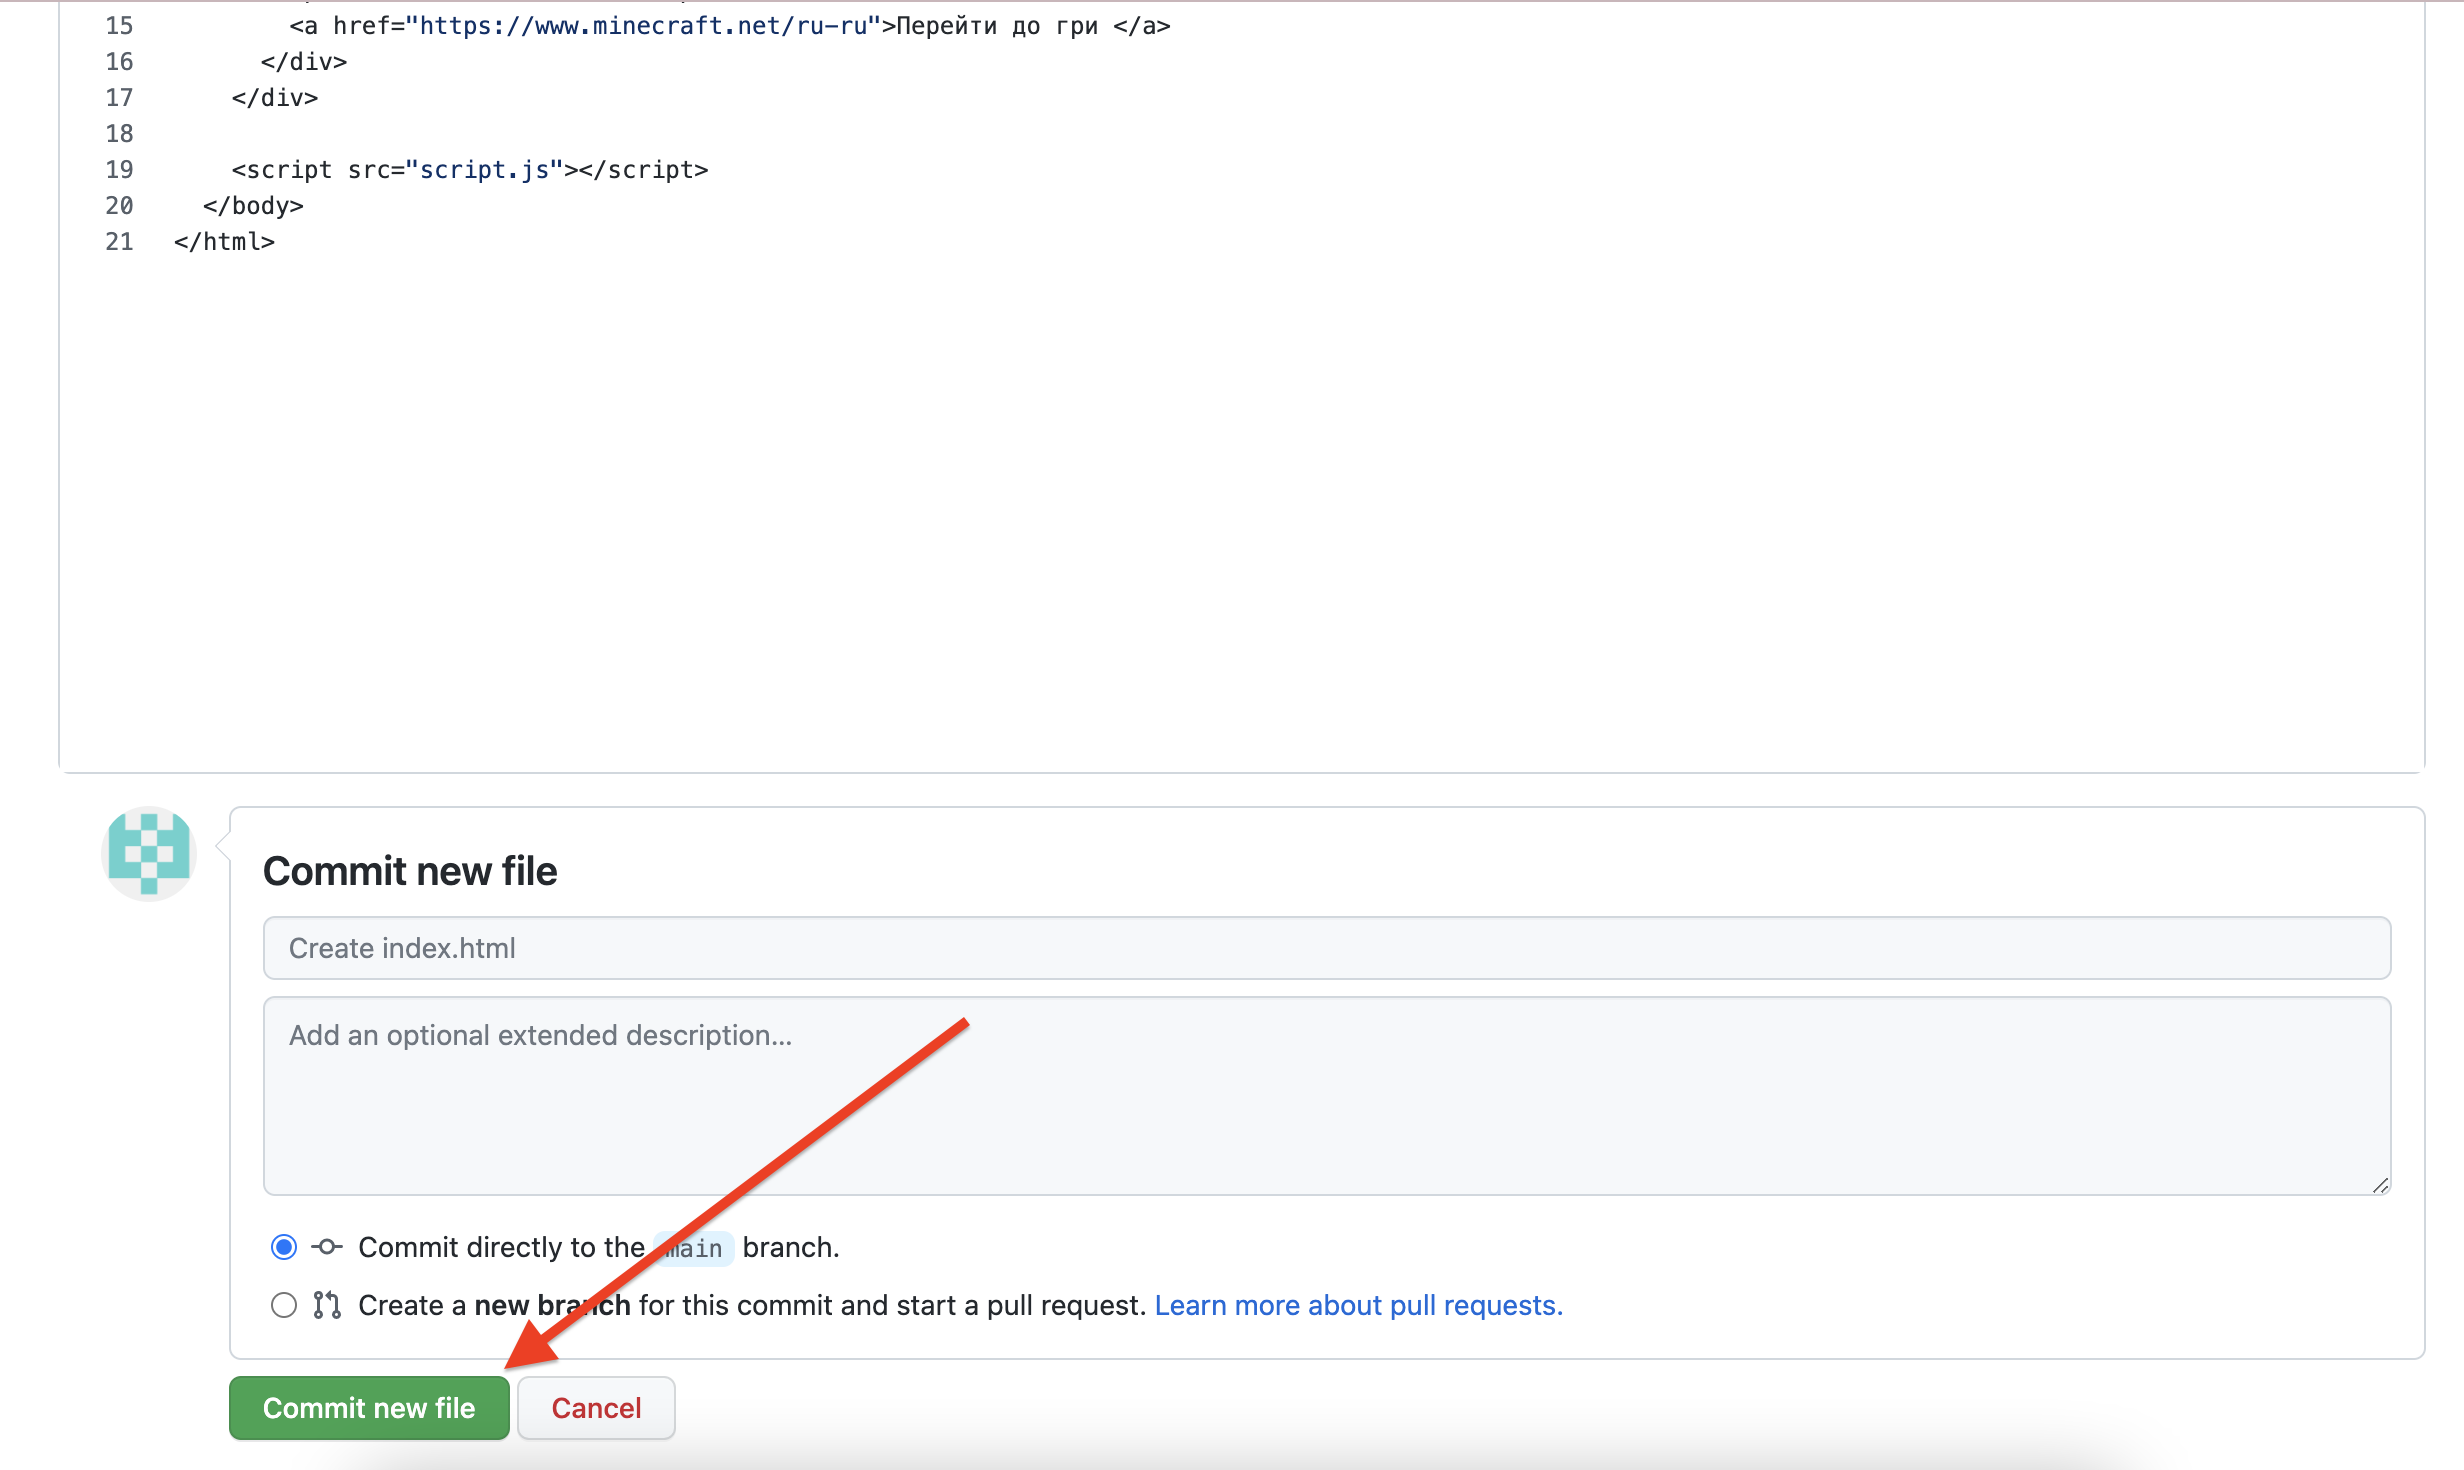 15 <a href="https://www.minecraft.net/ru-ru">Перейти до гри </a>
16 </div>
17 </div>
18
19 <script src="script.js"></script>
20 </body>
21 </html>
Commit new file
Create index.html
Add an optional extended description...
Commit directly to the main branch.
Create a new branch for this commit and start a pull request. Learn more about pull requests.
Commit new file Cancel